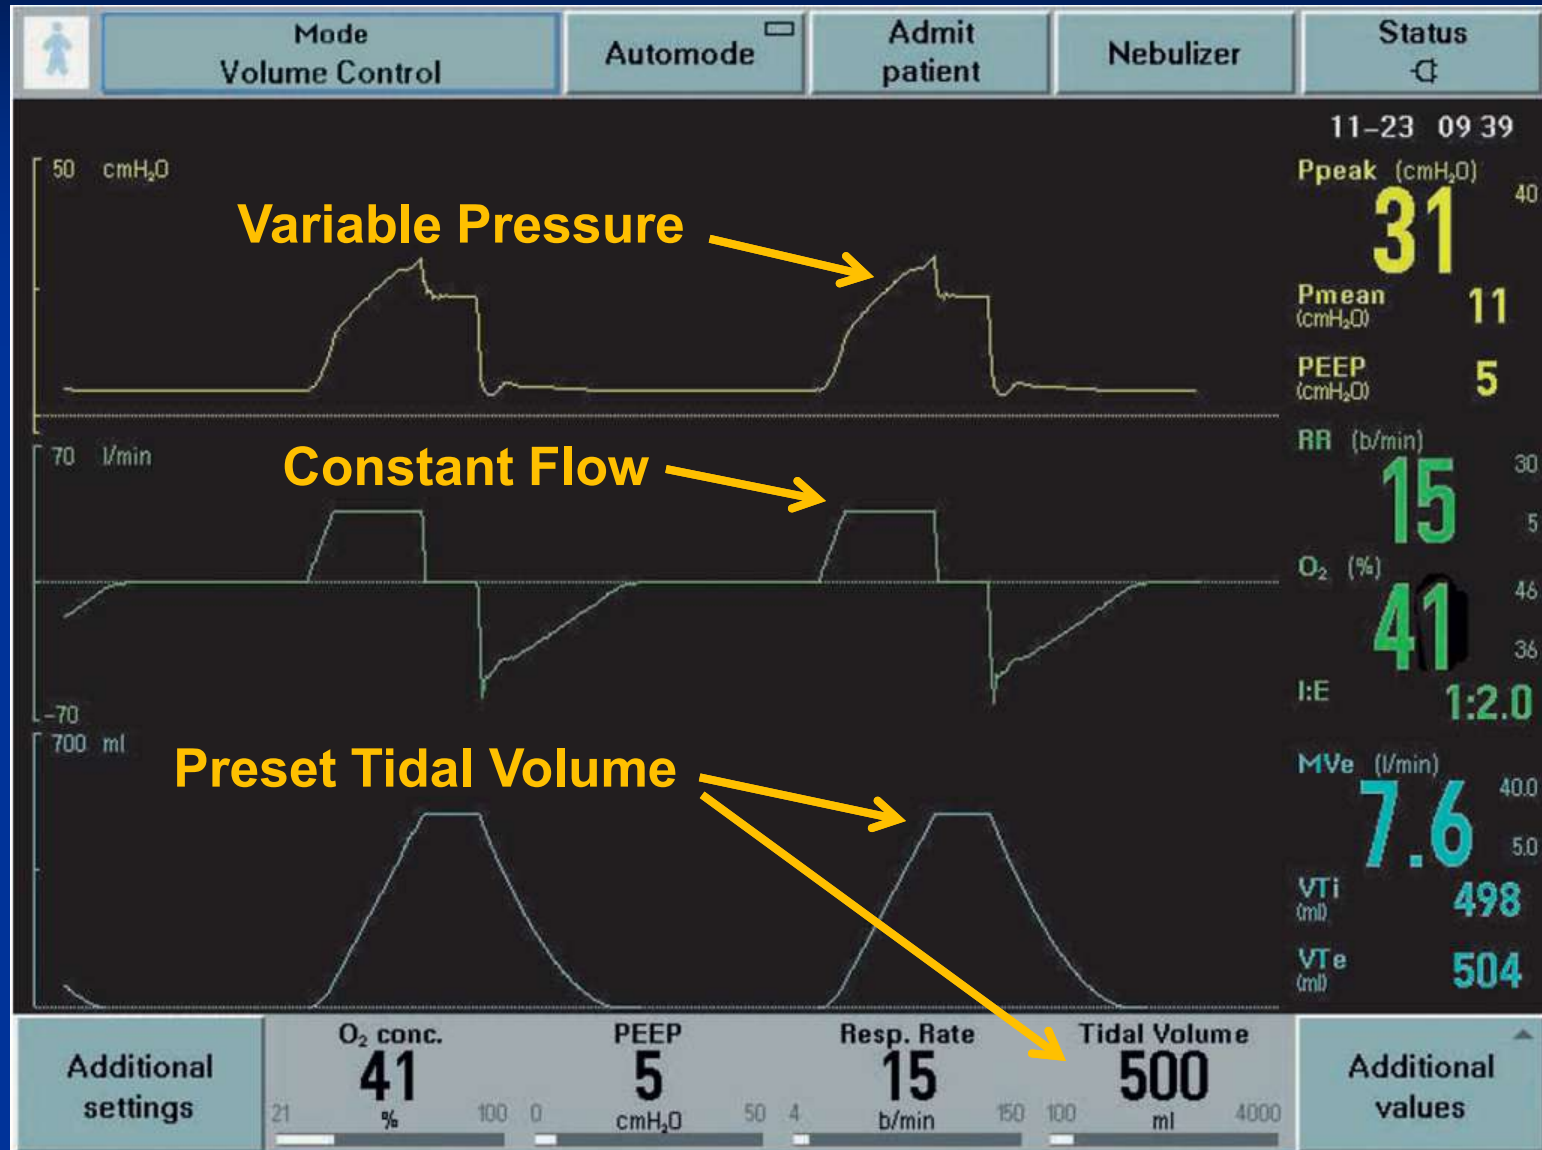 Mode
Volume Control
Automode
Admit
patient
Nebulizer
Status
11-23 09 39
50 cmH₂O
Variable Pressure
Ppeak (cmH₂O)
31
40
Pmean
(cmH₂O)
11
PEEP
(cmH₂O)
5
70 l/min
Constant Flow
-70
RR (b/min)
15
30
5
O₂ (%)
41
46
36
I:E
1:2.0
700 ml
Preset Tidal Volume
MVe (l/min)
7.6
40.0
5.0
VTi
(ml)
498
VTe
(ml)
504
Additional
settings
O₂ conc.
41
21 % 100
PEEP
5
0 cmH₂O 50
Resp. Rate
15
4 b/min 150
Tidal Volume
500
100 ml 4000
Additional
values